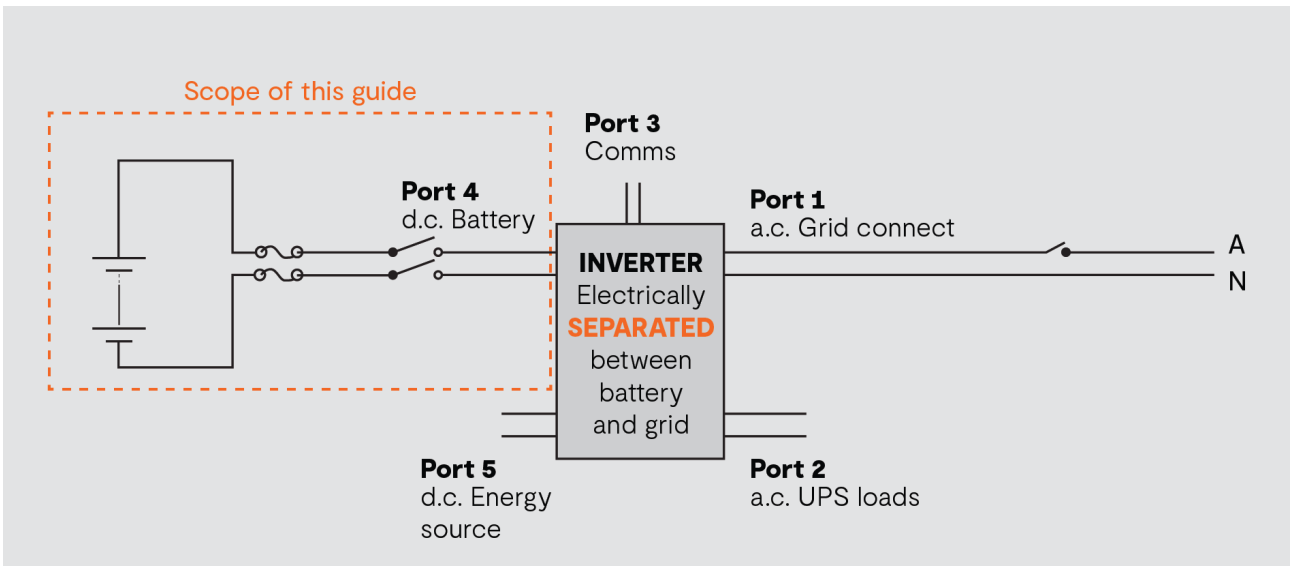 Scope of this guide
Port 3
Comms
Port 4
d.c. Battery
Port 1
a.c. Grid connect
A
N
INVERTER
Electrically
SEPARATED
between
battery
and grid
Port 5
d.c. Energy
source
Port 2
a.c. UPS loads